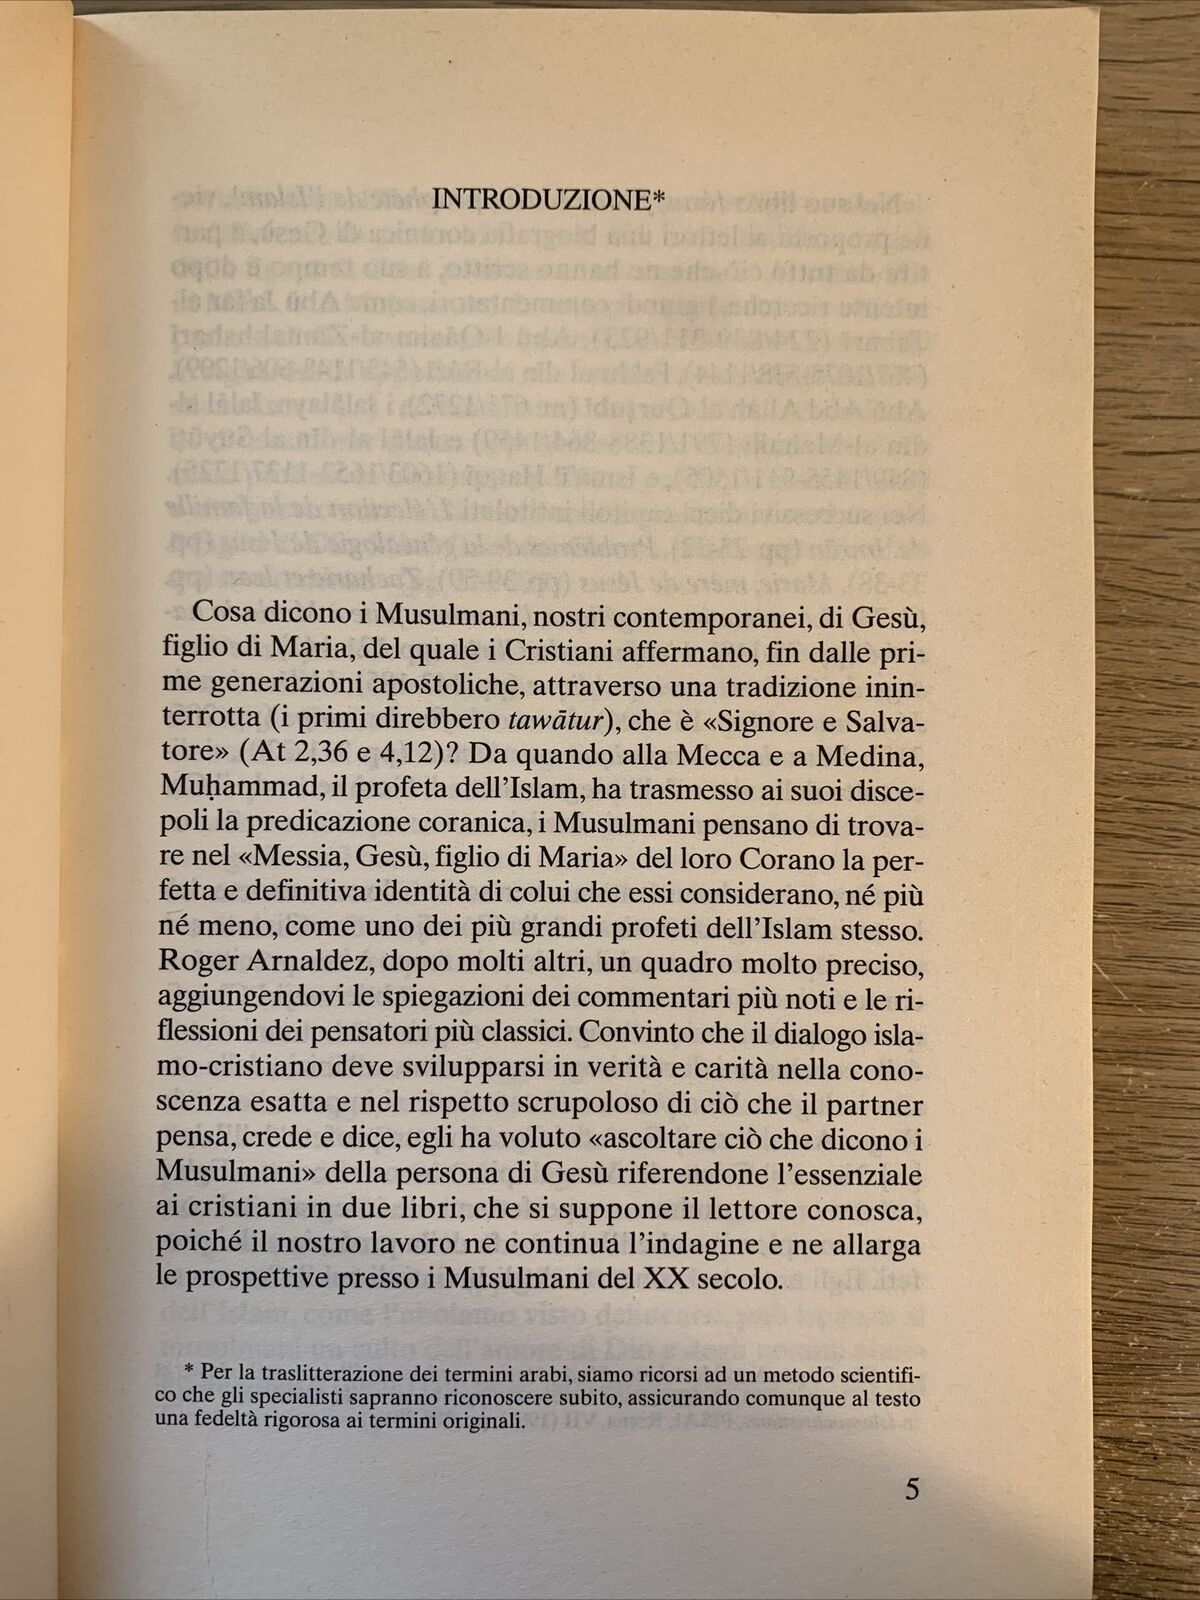 INTRODUZIONE*
Cosa dicono i Musulmani, nostri contemporanei, di Gesù,
figlio di Maria, del quale i Cristiani affermano, fin dalle pri-
me generazioni apostoliche, attraverso una tradizione inin-
terrotta (i primi direbbero tawātur), che è «Signore e Salva-
tore» (At 2,36 e 4,12)? Da quando alla Mecca e a Medina,
Muḥammad, il profeta dell'Islam, ha trasmesso ai suoi disce-
poli la predicazione coranica, i Musulmani pensano di trova-
re nel «Messia, Gesù, figlio di Maria» del loro Corano la per-
fetta e definitiva identità di colui che essi considerano, né più
né meno, come uno dei più grandi profeti dell'Islam stesso.
Roger Arnaldez, dopo molti altri, un quadro molto preciso,
aggiungendovi le spiegazioni dei commentari più noti e le ri-
flessioni dei pensatori più classici. Convinto che il dialogo isla-
mo-cristiano deve svilupparsi in verità e carità nella cono-
scenza esatta e nel rispetto scrupoloso di ciò che il partner
pensa, crede e dice, egli ha voluto «ascoltare ciò che dicono i
Musulmani» della persona di Gesù riferendone l'essenziale
ai cristiani in due libri, che si suppone il lettore conosca,
poiché il nostro lavoro ne continua l'indagine e ne allarga
le prospettive presso i Musulmani del XX secolo.
* Per la traslitterazione dei termini arabi, siamo ricorsi ad un metodo scientifi-
co che gli specialisti sapranno riconoscere subito, assicurando comunque al testo
una fedeltà rigorosa ai termini originali.
5